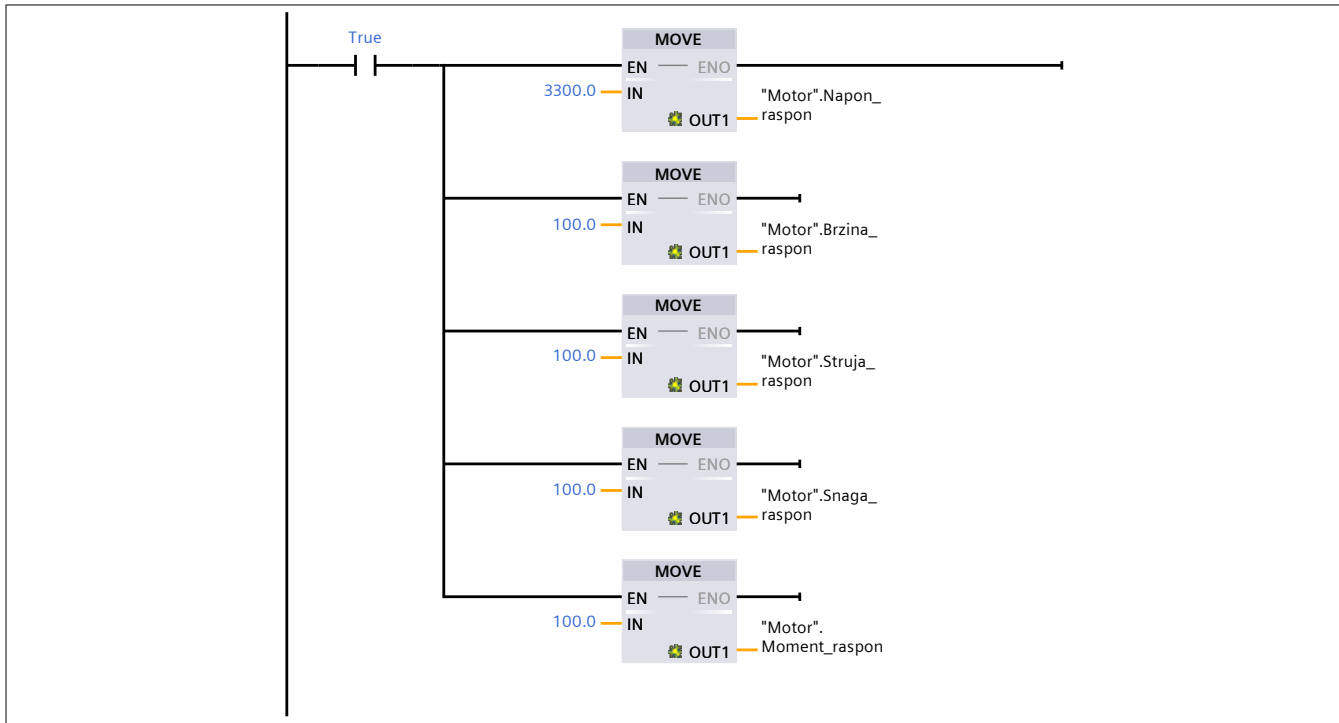 True
MOVE
EN
ENO
3300.0
IN
"Motor".Napon_
raspon
OUT1
MOVE
EN
ENO
100.0
IN
"Motor".Brzina_
raspon
OUT1
MOVE
EN
ENO
100.0
IN
"Motor".Struja_
raspon
OUT1
MOVE
EN
ENO
100.0
IN
"Motor".Snaga_
raspon
OUT1
MOVE
EN
ENO
100.0
IN
"Motor".
Moment_raspon
OUT1